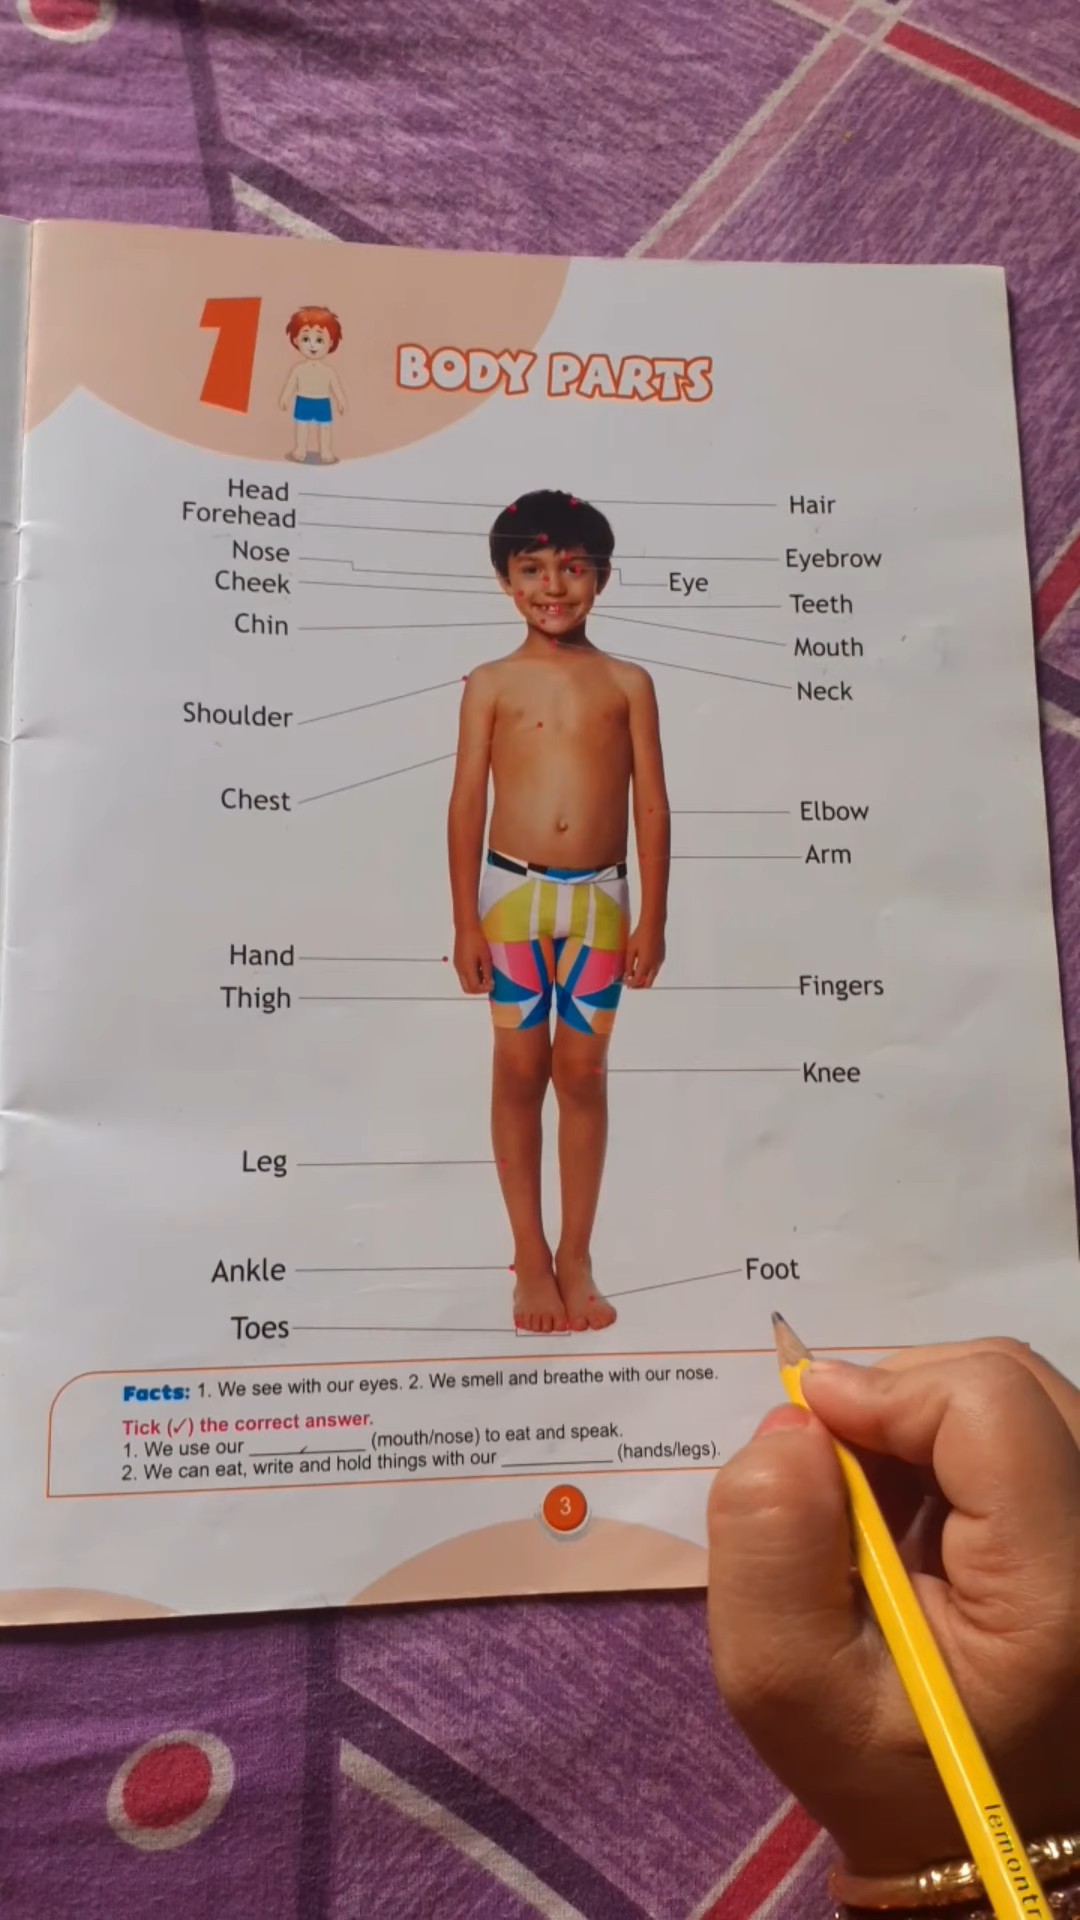 1
BODY PARTS
Head
Forehead
Nose
Cheek
Chin
Shoulder
Chest
Hand
Thigh
Leg
Ankle
Toes
Hair
Eyebrow
Eye
Teeth
Mouth
Neck
Elbow
Arm
Fingers
Knee
Foot
Facts: 1. We see with our eyes. 2. We smell and breathe with our nose.
Tick (✓) the correct answer.
1. We use our __________ (mouth/nose) to eat and speak.
2. We can eat, write and hold things with our __________ (hands/legs).
3